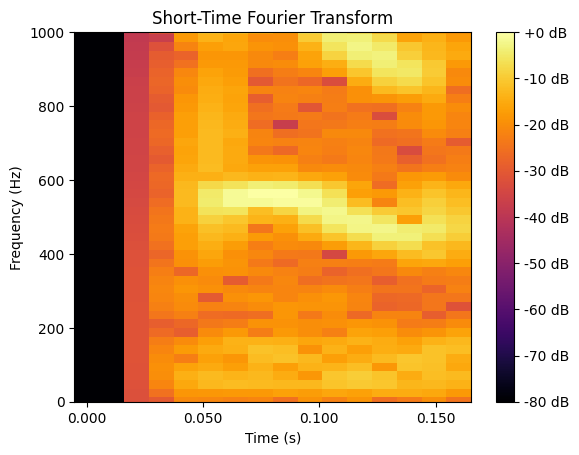 Short-Time Fourier Transform
1000
800
600
400
200
0
Frequency (Hz)
0.000
0.050
0.100
0.150
Time (s)
+0 dB
-10 dB
-20 dB
-30 dB
-40 dB
-50 dB
-60 dB
-70 dB
-80 dB